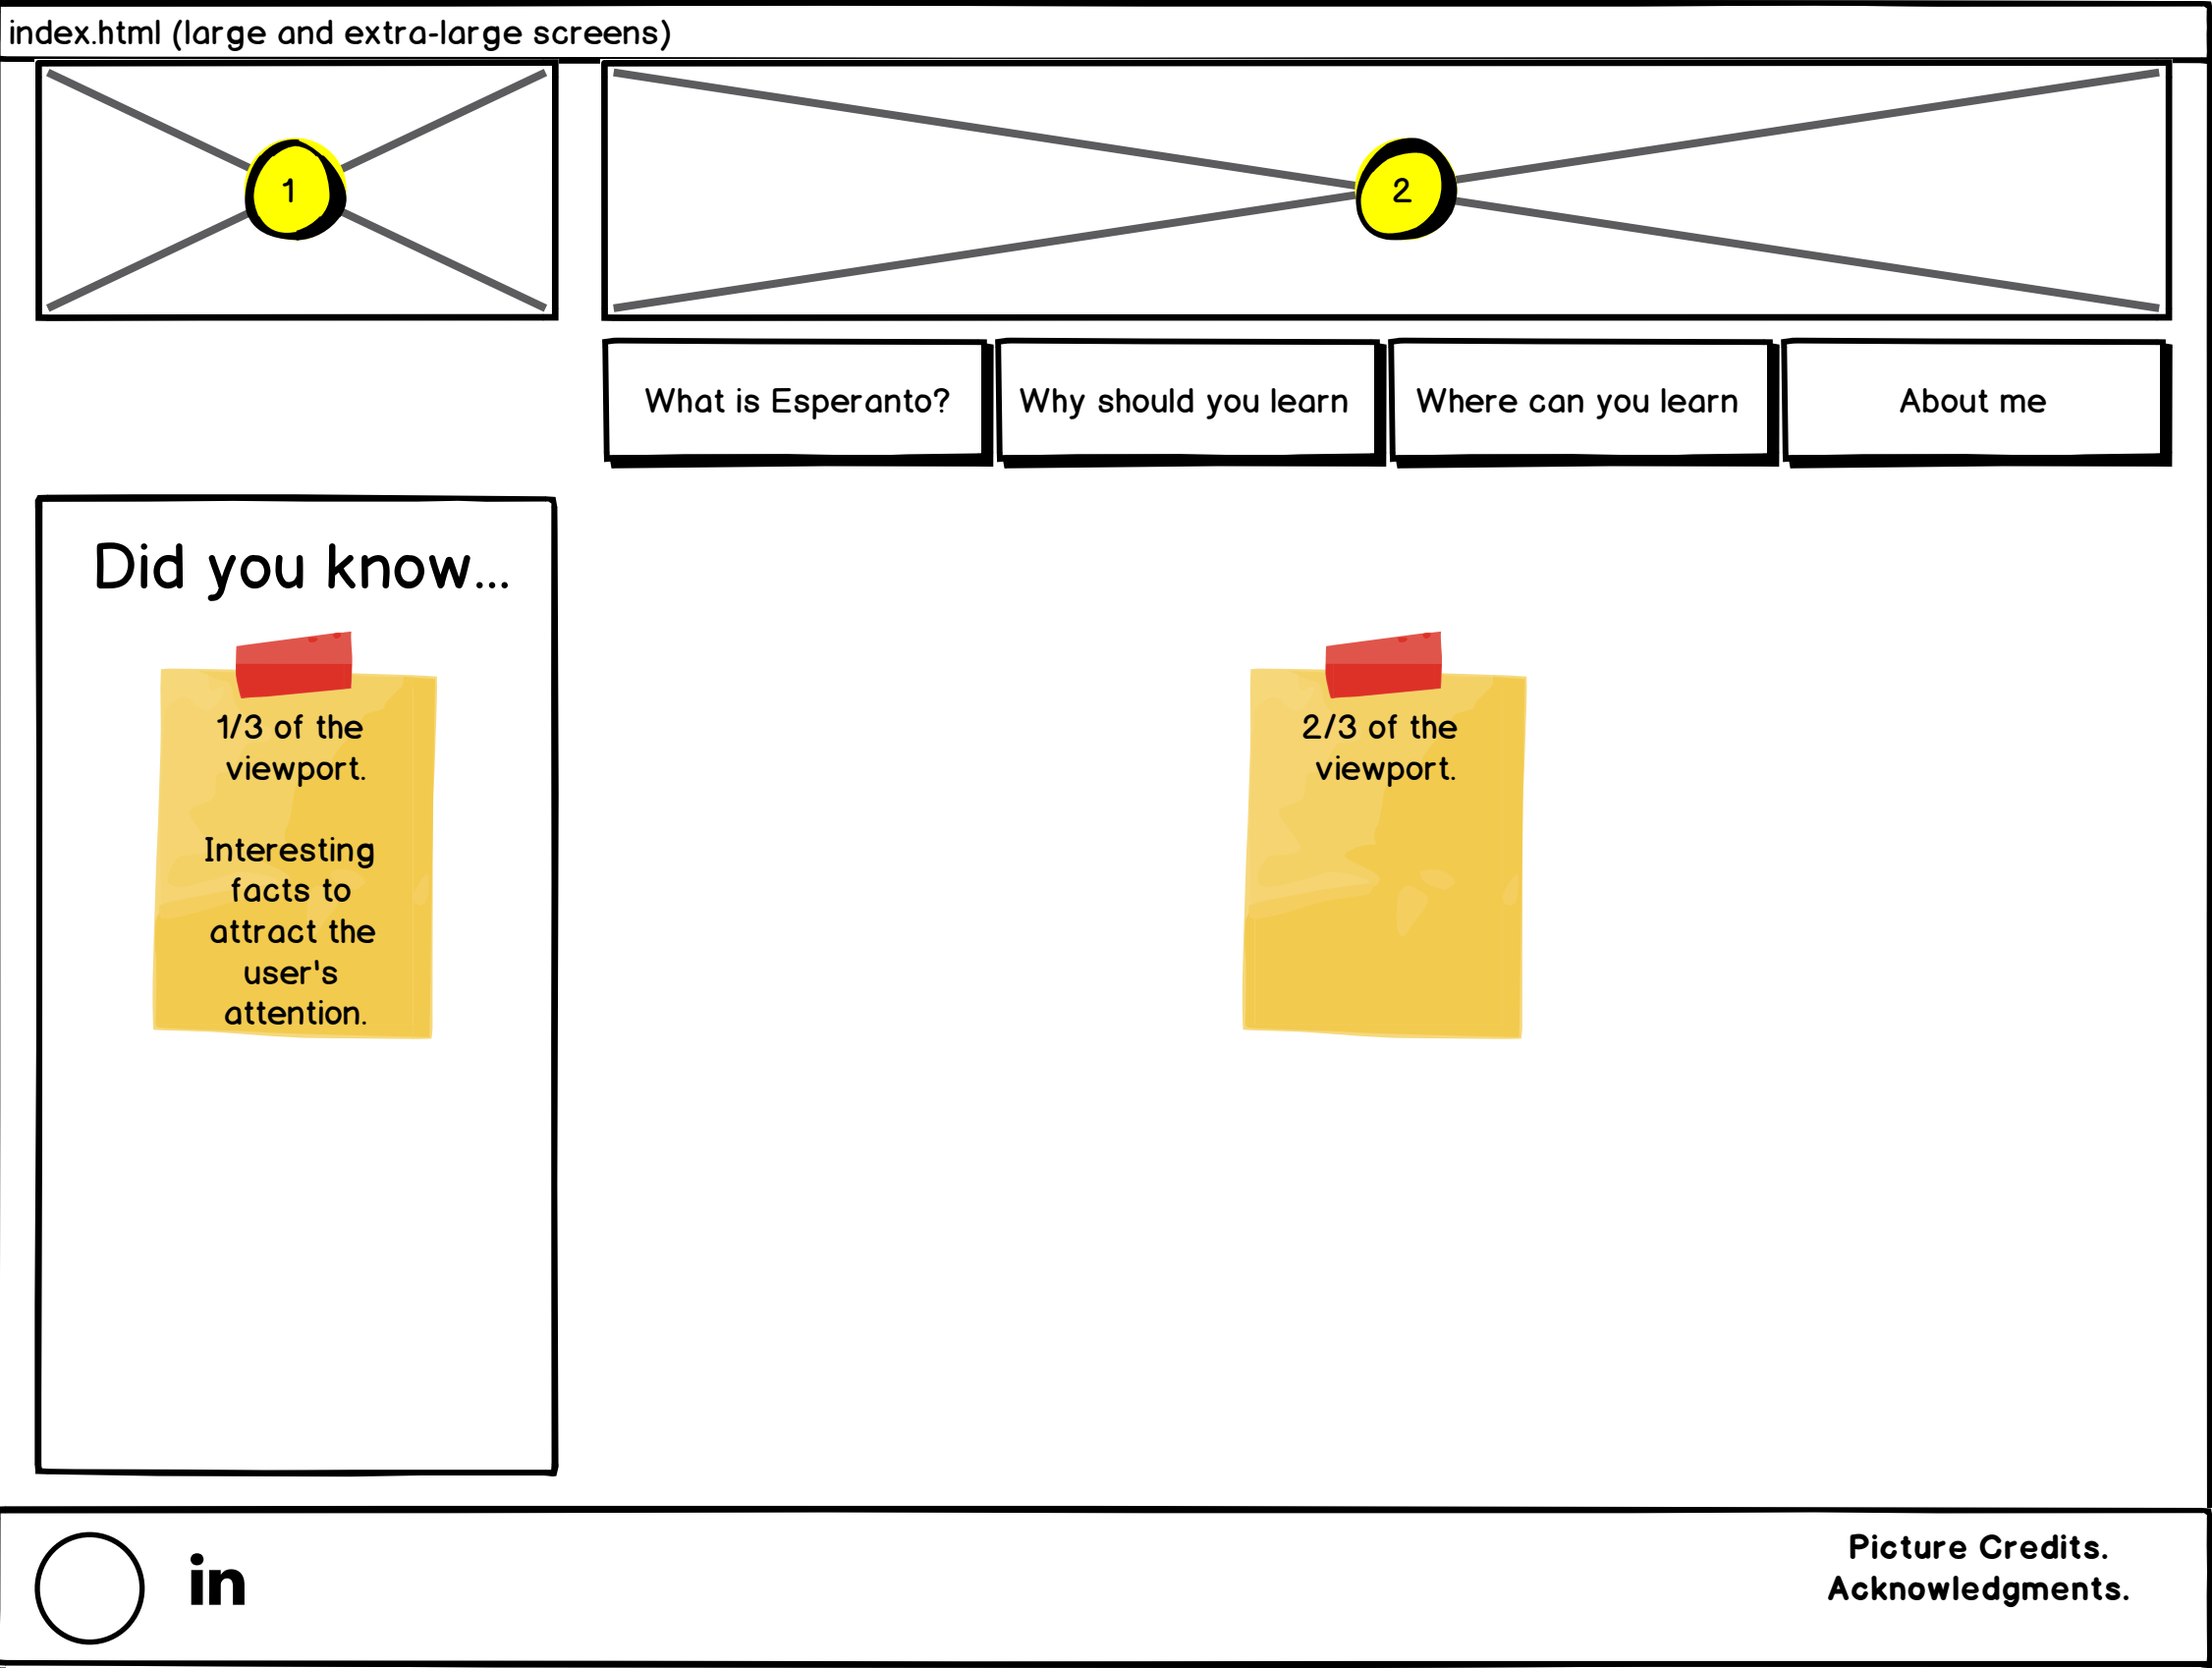 index.html (large and extra-large screens)
1
2
What is Esperanto?
Why should you learn
Where can you learn
About me
Did you know...
1/3 of the
viewport.
Interesting
facts to
attract the
user's
attention.
2/3 of the
viewport.
in
Picture Credits.
Acknowledgments.